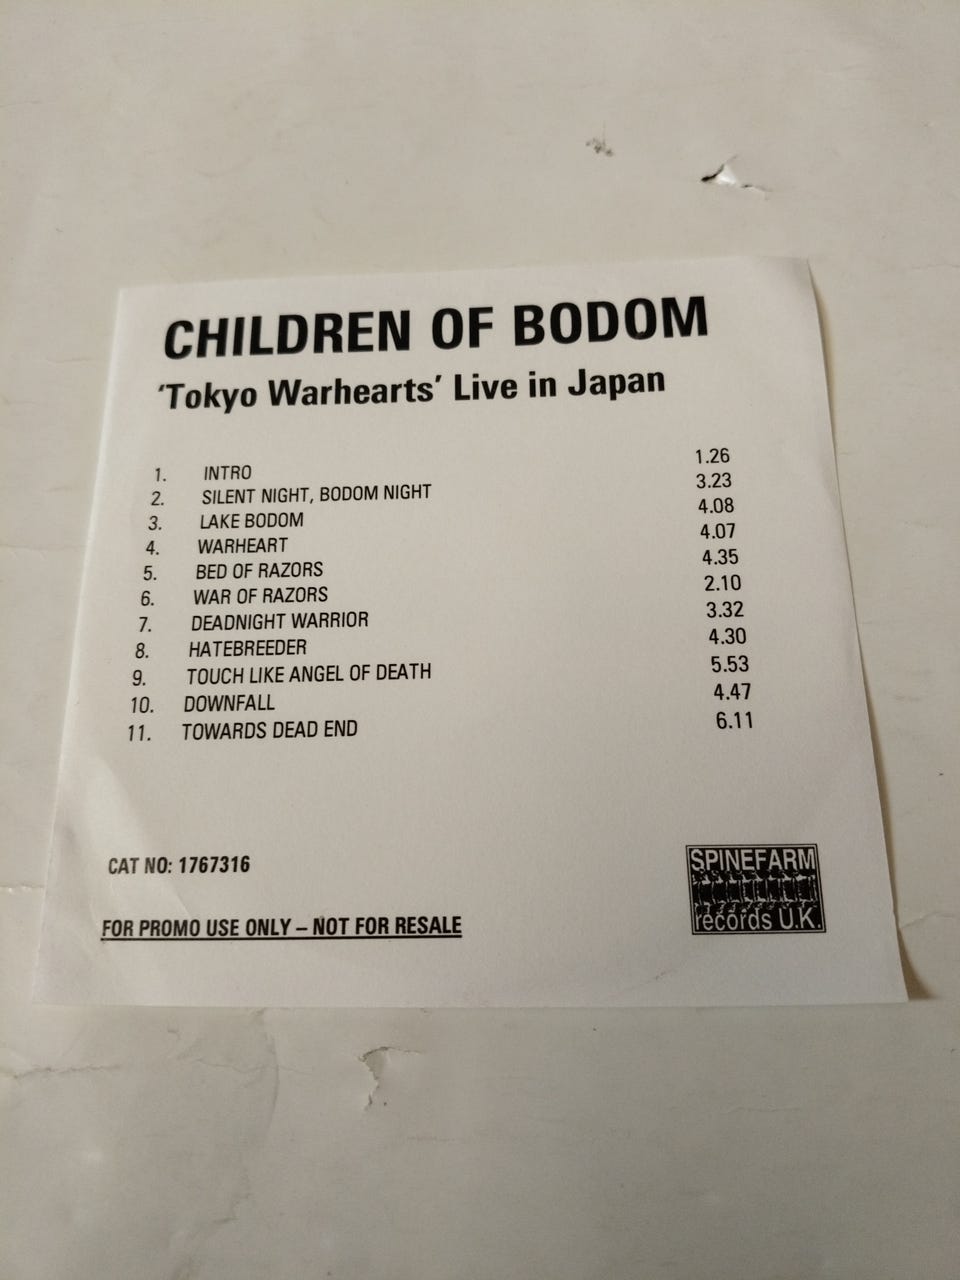 CHILDREN OF BODOM
'Tokyo Warhearts' Live in Japan
1. INTRO 1.26
2. SILENT NIGHT, BODOM NIGHT 3.23
3. LAKE BODOM 4.08
4. WARHEART 4.07
5. BED OF RAZORS 4.35
6. WAR OF RAZORS 2.10
7. DEADNIGHT WARRIOR 3.32
8. HATEBREEDER 4.30
9. TOUCH LIKE ANGEL OF DEATH 5.53
10. DOWNFALL 4.47
11. TOWARDS DEAD END 6.11
CAT NO: 1767316
FOR PROMO USE ONLY – NOT FOR RESALE
SPINEFARM
records U.K.